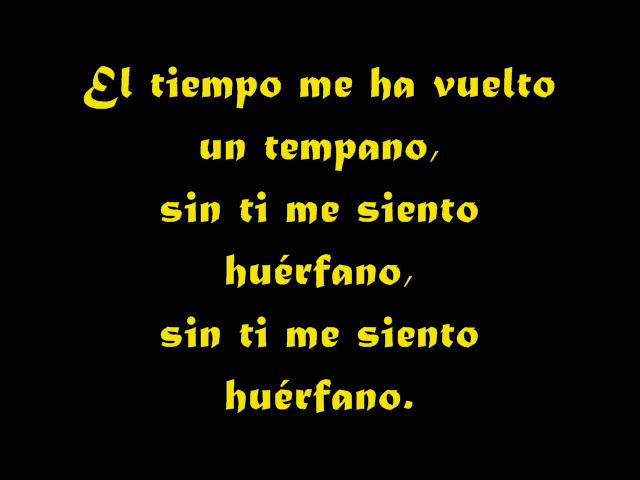 El tiempo me ha vuelto
un tempano,
sin ti me siento
huérfano,
sin ti me siento
huérfano.